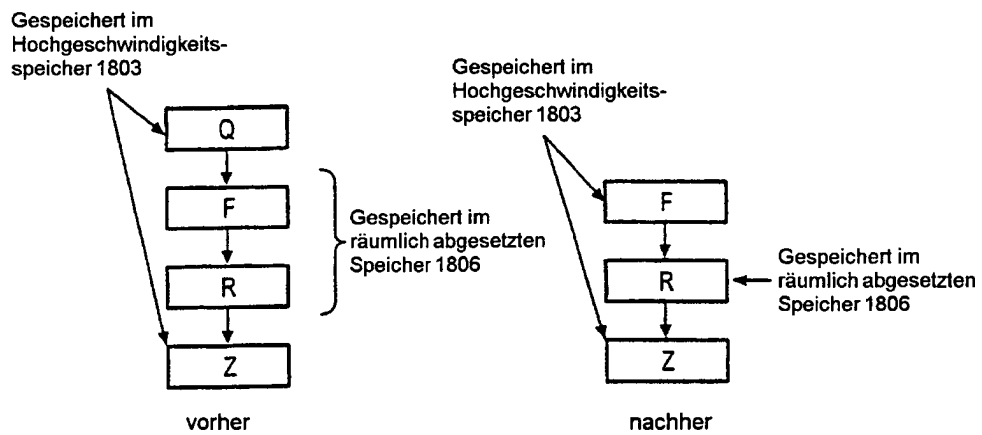 Gespeichert im
Hochgeschwindigkeits-
speicher 1803
Q
F
R
Z
Gespeichert im
räumlich abgesetzten
Speicher 1806
vorher
Gespeichert im
Hochgeschwindigkeits-
speicher 1803
F
R
Z
Gespeichert im
räumlich abgesetzten
Speicher 1806
nachher